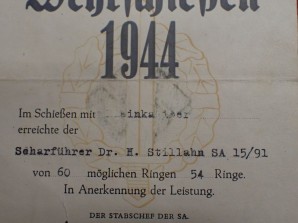 Wehrschießen
1944
Im Schießen mit
erreichte der
Scharführer Dr. H. Stillahn SA 15/91
von 60 möglichen Ringen 54 Ringe.
In Anerkennung der Leistung.
DER STABSCHEF DER SA.